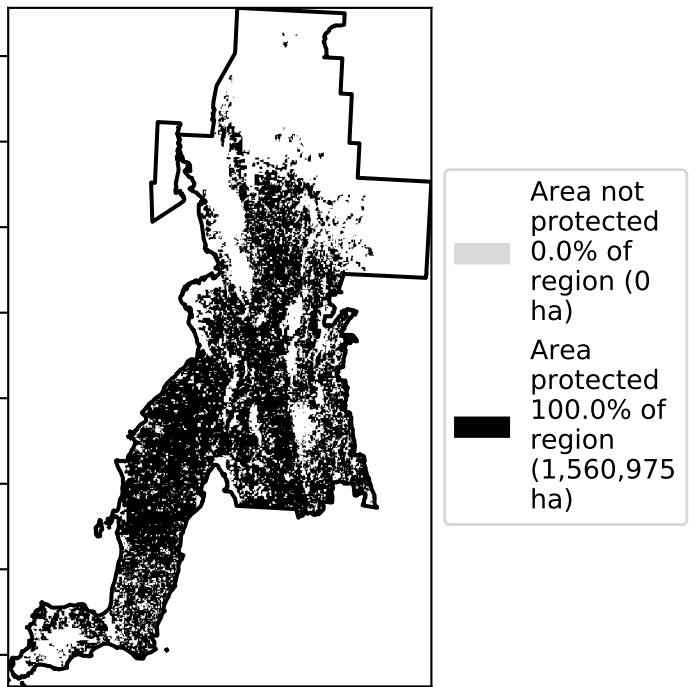 Area not
protected
0.0% of
region (0
ha)
Area
protected
100.0% of
region
(1,560,975
ha)